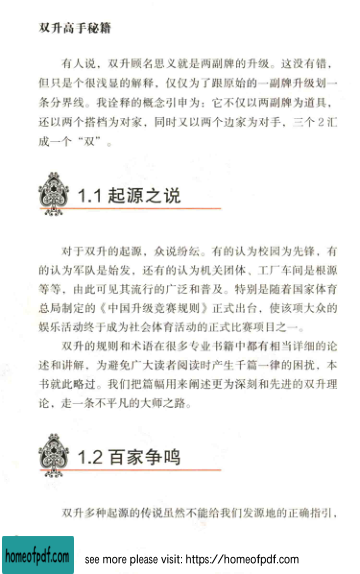 双升高手秘籍
有人说，双升顾名思义就是两副牌的升级。这没有错，
但只是个很浅显的解释，仅仅为了跟原始的一副牌升级划一
条分界线。我诠释的概念引申为：它不仅以两副牌为道具，
还以两个搭档为对家，同时又以两个边家为对手，三个2汇
成一个“双”。
1.1 起源之说
对于双升的起源，众说纷纭。有的认为校园为先锋，有
的认为军队是始发，还有的认为机关团体、工厂车间是根源
等等，由此可见其流行的广泛和普及。特别是随着国家体育
总局制定的《中国升级竞赛规则》正式出台，使该项大众的
娱乐活动终于成为社会体育活动的正式比赛项目之一。
双升的规则和术语在很多专业书籍中都有相当详细的论
述和讲解，为避免广大读者阅读时产生千篇一律的困扰，本
书就此略过。我们把篇幅用来阐述更为深刻和先进的双升理
论，走一条不平凡的大师之路。
1.2 百家争鸣
双升多种起源的传说虽然不能给我们发源地的正确指引，
homeofpdf.com
see more please visit: https://homeofpdf.com